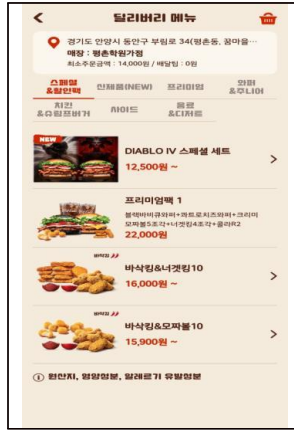 딜리버리 메뉴
경기도 안양시 동안구 부림로 34(평촌동, 꿈마을…
매장 : 평촌학원가점
최소주문금액 : 14,000원 / 배달팁 : 0원
스페셜
&할인팩
신제품(NEW)
프리미엄
와퍼
&주니어
치킨
&슈림프버거
사이드
음료
&디저트
NEW
DIABLO IV 스페셜 세트
12,500원 ~
프리미엄팩 1
블랙바비큐와퍼+콰트로치즈와퍼+크리미
모짜볼5조각+너겟킹4조각+콜라R2
22,000원
바삭킹
바삭킹&너겟킹10
16,000원 ~
바삭킹
바삭킹&모짜볼10
15,900원 ~
원산지, 영양성분, 알레르기 유발성분